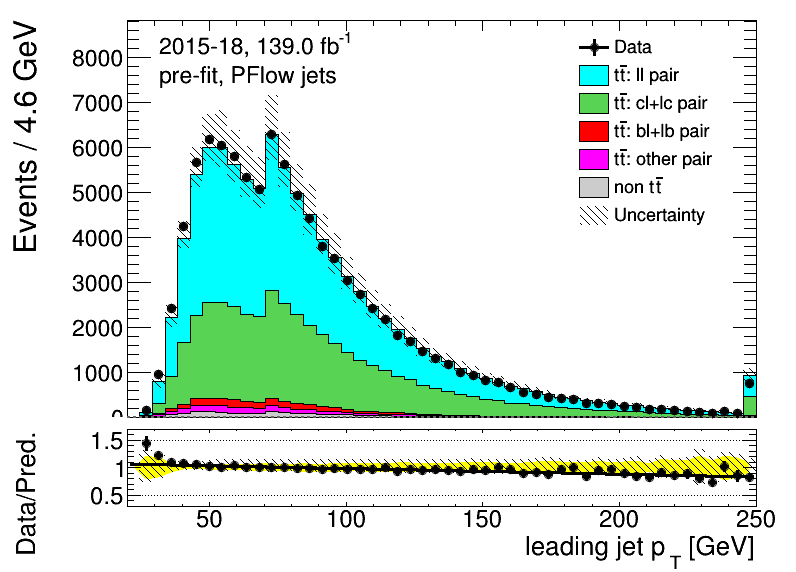 Events / 4.6 GeV
8000
7000
6000
5000
4000
3000
2000
1000
0
2015-18, 139.0 fb⁻¹
pre-fit, PFlow jets
Data
tt̄: ll pair
tt̄: cl+lc pair
tt̄: bl+lb pair
tt̄: other pair
non tt̄
Uncertainty
Data/Pred.
1.5
1
0.5
50 100 150 200 250
leading jet p_T [GeV]